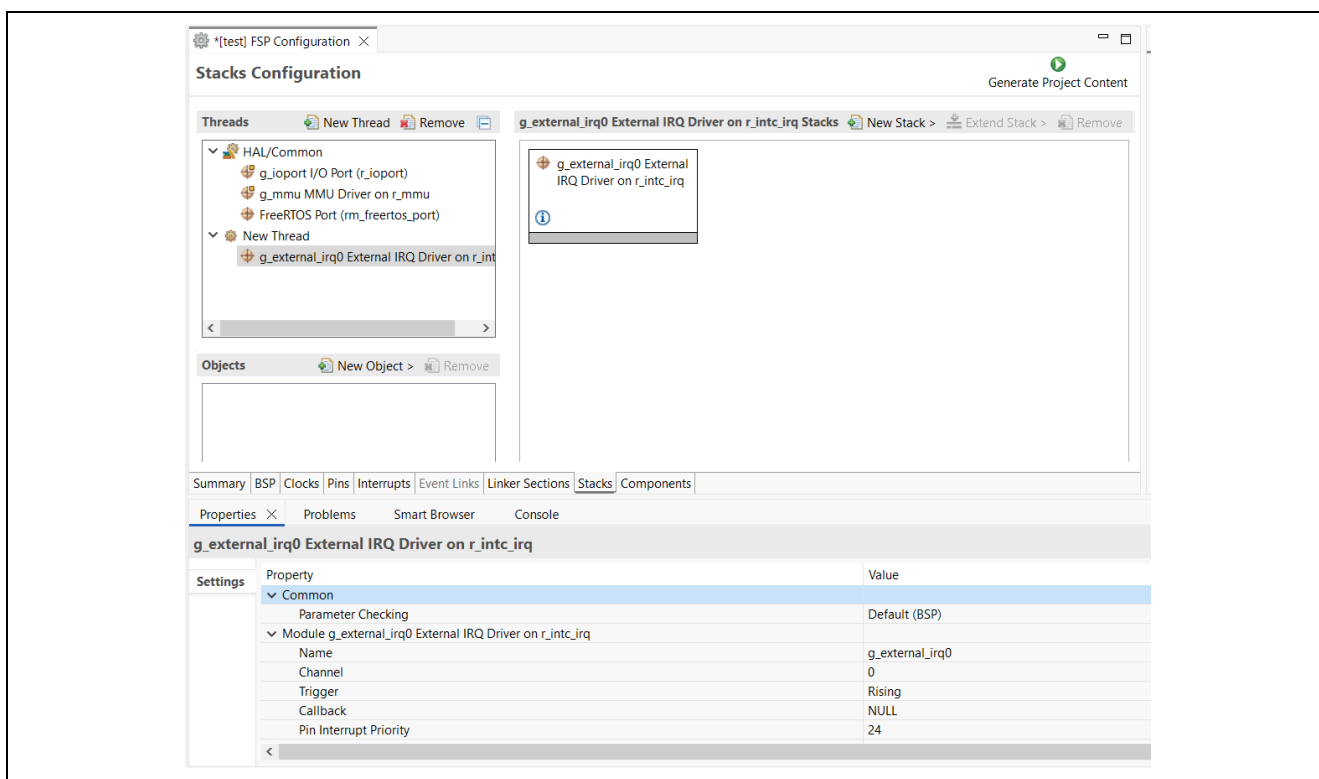 *[test] FSP Configuration
Stacks Configuration
Generate Project Content
Threads
New Thread
Remove
HAL/Common
g_ioport I/O Port (r_ioport)
g_mmu MMU Driver on r_mmu
FreeRTOS Port (rm_freertos_port)
New Thread
g_external_irq0 External IRQ Driver on r_int
Objects
New Object >
Remove
g_external_irq0 External IRQ Driver on r_intc_irq Stacks
New Stack >
Extend Stack >
Remove
g_external_irq0 External
IRQ Driver on r_intc_irq
Summary BSP Clocks Pins Interrupts Event Links Linker Sections Stacks Components
Properties Problems Smart Browser Console
g_external_irq0 External IRQ Driver on r_intc_irq
Settings
Property Value
Common
Parameter Checking Default (BSP)
Module g_external_irq0 External IRQ Driver on r_intc_irq
Name g_external_irq0
Channel 0
Trigger Rising
Callback NULL
Pin Interrupt Priority 24